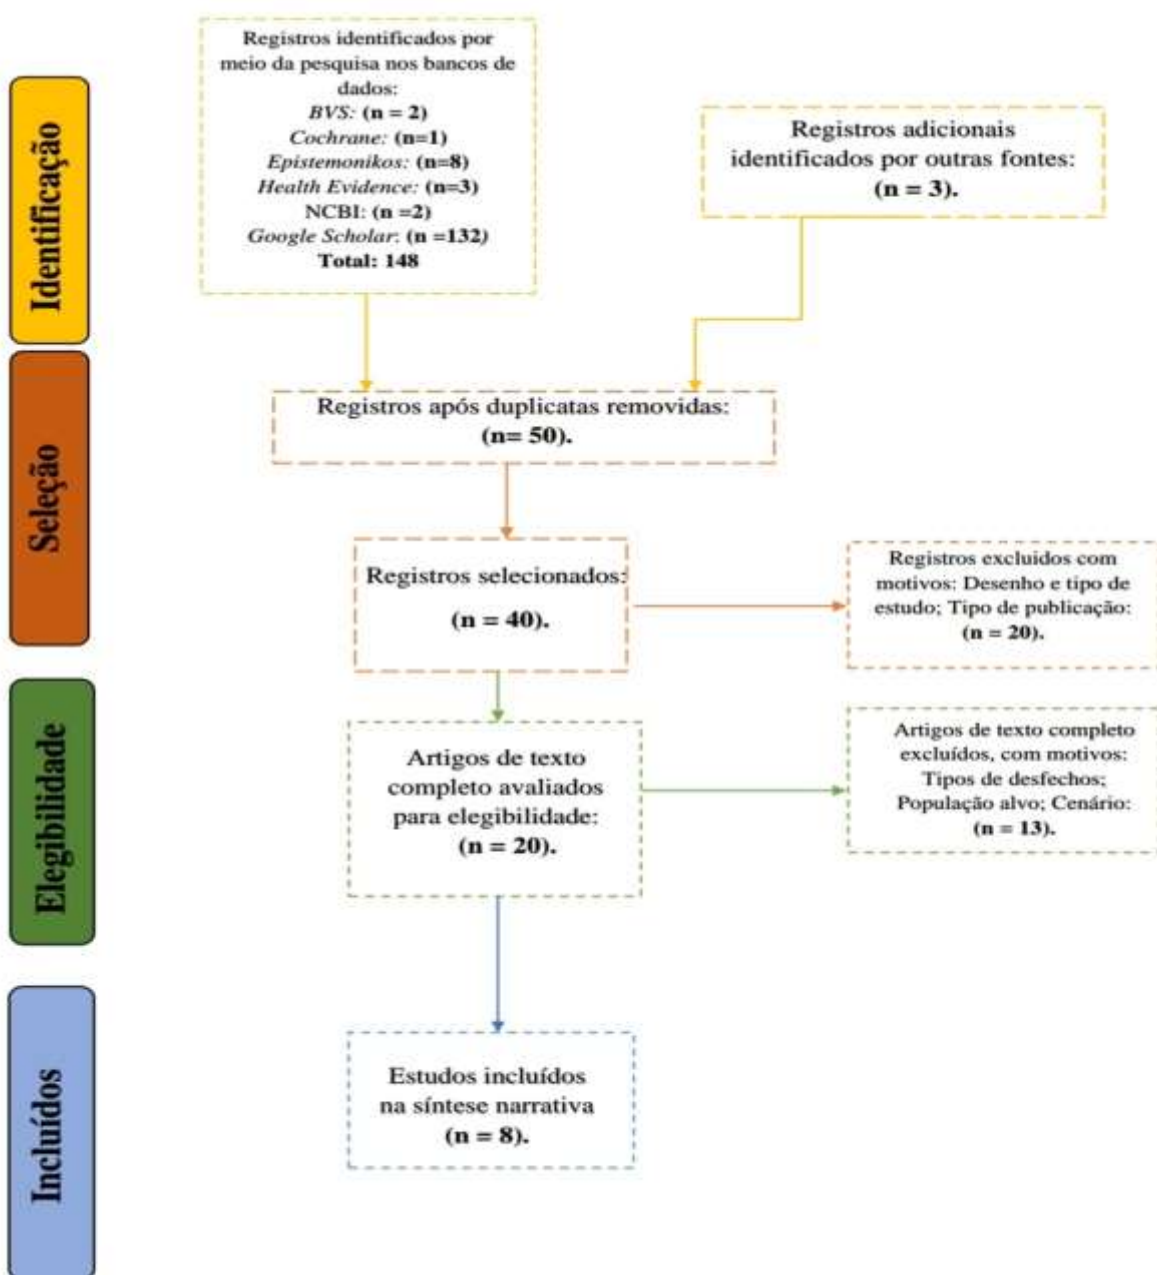 Identificação
Registros identificados por
meio da pesquisa nos bancos de
dados:
BVS: (n = 2)
Cochrane: (n=1)
Epistemonikos: (n=8)
Health Evidence: (n=3)
NCBI: (n =2)
Google Scholar: (n =132)
Total: 148
Registros adicionais
identificados por outras fontes:
(n = 3).
Seleção
Registros após duplicatas removidas:
(n= 50).
Registros selecionados:
(n = 40).
Registros excluidos com
motivos: Desenho e tipo de
estudo; Tipo de publicação:
(n = 20).
Elegibilidade
Artigos de texto
completo avaliados
para elegibilidade:
(n = 20).
Artigos de texto completo
excluídos, com motivos:
Tipos de desfechos;
População alvo; Cenário:
(n = 13).
Incluídos
Estudos incluídos
na síntese narrativa
(n = 8).